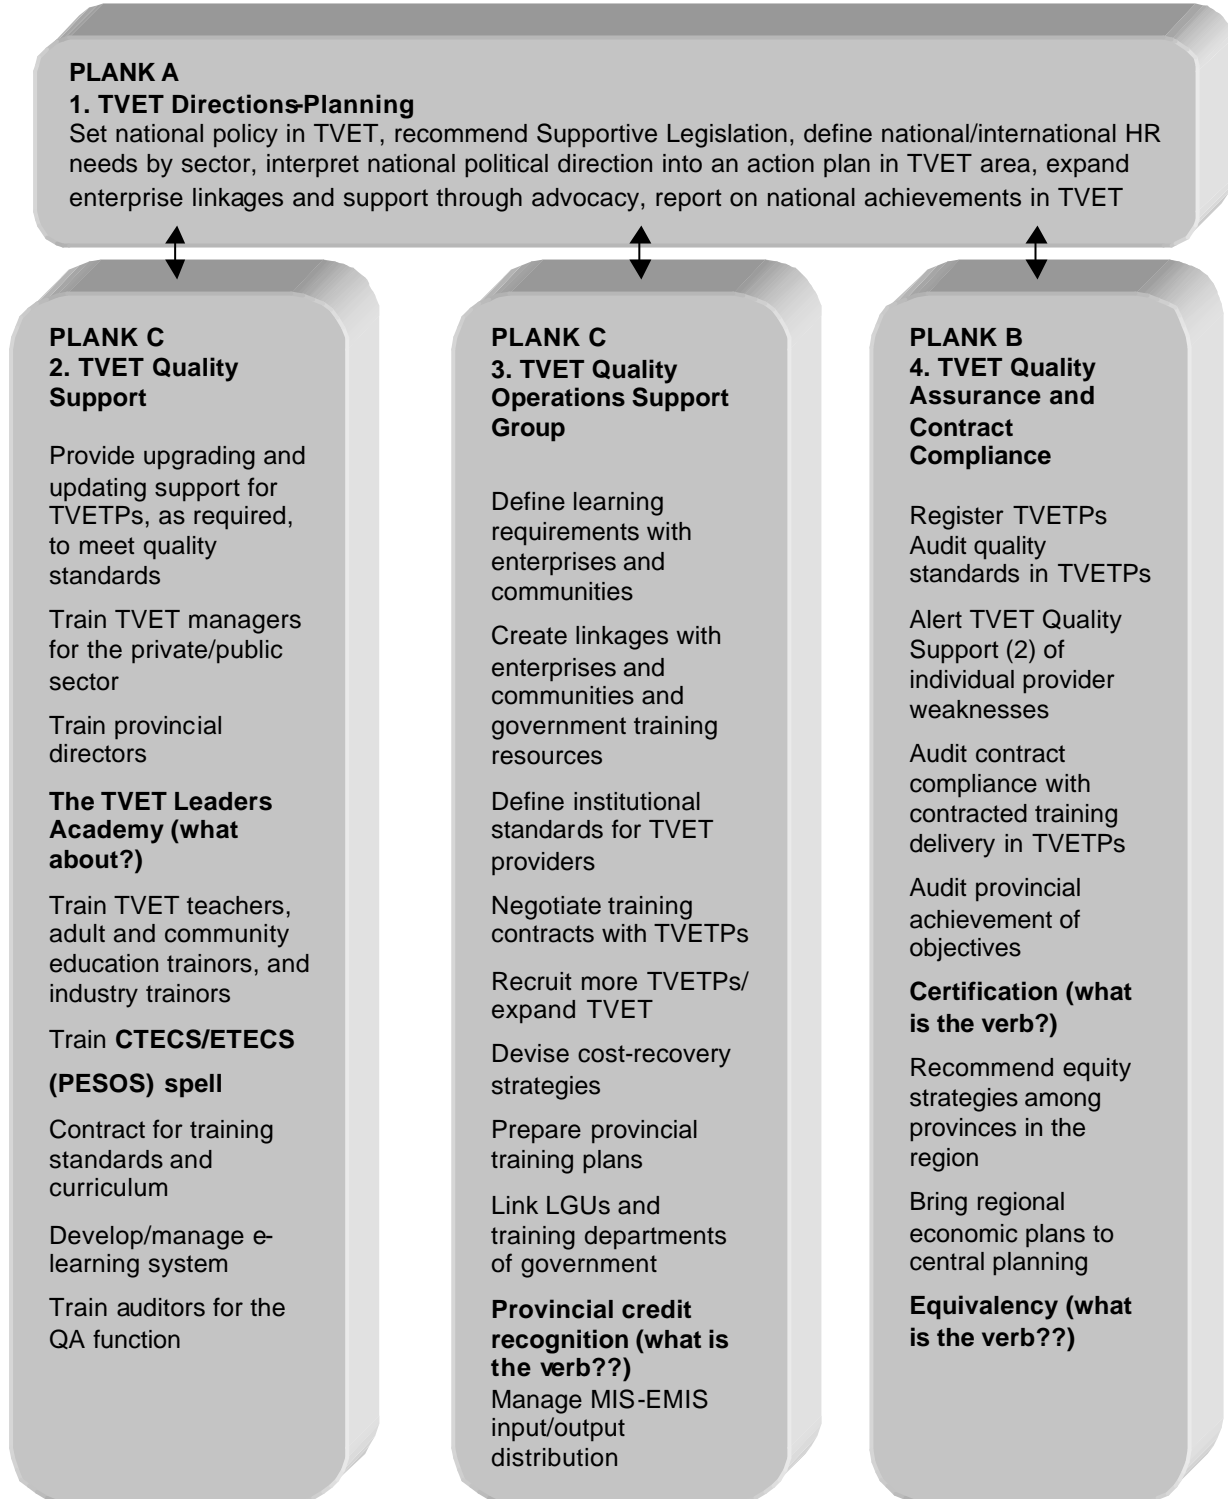 PLANK A
1. TVET Directions-Planning
Set national policy in TVET, recommend Supportive Legislation, define national/international HR
needs by sector, interpret national political direction into an action plan in TVET area, expand
enterprise linkages and support through advocacy, report on national achievements in TVET
PLANK C
2. TVET Quality
Support
Provide upgrading and
updating support for
TVETPs, as required,
to meet quality
standards
Train TVET managers
for the private/public
sector
Train provincial
directors
The TVET Leaders
Academy (what
about?)
Train TVET teachers,
adult and community
education trainors, and
industry trainors
Train CTECS/ETECS
(PESOS) spell
Contract for training
standards and
curriculum
Develop/manage e-
learning system
Train auditors for the
QA function
PLANK C
3. TVET Quality
Operations Support
Group
Define learning
requirements with
enterprises and
communities
Create linkages with
enterprises and
communities and
government training
resources
Define institutional
standards for TVET
providers
Negotiate training
contracts with TVETPs
Recruit more TVETPs/
expand TVET
Devise cost-recovery
strategies
Prepare provincial
training plans
Link LGUs and
training departments
of government
Provincial credit
recognition (what is
the verb??)
Manage MIS-EMIS
input/output
distribution
PLANK B
4. TVET Quality
Assurance and
Contract
Compliance
Register TVETPs
Audit quality
standards in TVETPs
Alert TVET Quality
Support (2) of
individual provider
weaknesses
Audit contract
compliance with
contracted training
delivery in TVETPs
Audit provincial
achievement of
objectives
Certification (what
is the verb?)
Recommend equity
strategies among
provinces in the
region
Bring regional
economic plans to
central planning
Equivalency (what
is the verb??)